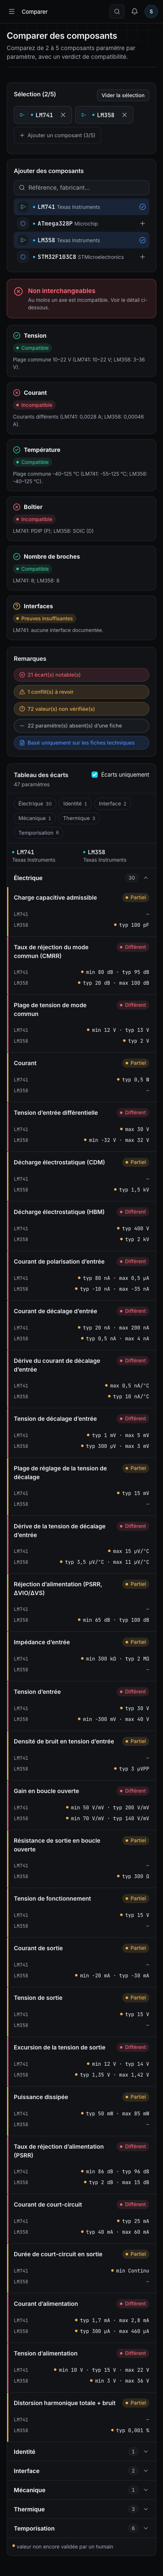 Comparer
S
Comparer des composants
Comparez de 2 à 5 composants paramètre par
paramètre, avec un verdict de compatibilité.
Sélection (2/5)
Vider la sélection
LM741
LM358
Ajouter un composant (3/5)
Ajouter des composants
Référence, fabricant…
LM741 Texas Instruments
ATmega328P Microchip
LM358 Texas Instruments
STM32F103C8 STMicroelectronics
Non interchangeables
Au moins un axe est incompatible. Voir le détail ci-
dessous.
Tension
Compatible
Plage commune 10–22 V (LM741: 10–22 V; LM358: 3–36
V).
Courant
Incompatible
Courants différents (LM741: 0,0028 A; LM358: 0,00046
A).
Température
Compatible
Plage commune -40–125 °C (LM741: -55–125 °C; LM358:
-40–125 °C).
Boîtier
Incompatible
LM741: PDIP (P); LM358: SOIC (D)
Nombre de broches
Compatible
LM741: 8; LM358: 8
Interfaces
Preuves insuffisantes
LM741: aucune interface documentée.
Remarques
21 écart(s) notable(s)
1 conflit(s) à revoir
72 valeur(s) non vérifiée(s)
22 paramètre(s) absent(s) d'une fiche
Basé uniquement sur les fiches techniques
Tableau des écarts
Écarts uniquement
47 paramètres
Électrique 30
Identité 1
Interface 2
Mécanique 1
Thermique 3
Temporisation 6
LM741
Texas Instruments
LM358
Texas Instruments
Électrique
30
Charge capacitive admissible
Partiel
LM741 —
LM358 typ 100 pF
Taux de réjection du mode
commun (CMRR)
Différent
LM741 min 80 dB · typ 95 dB
LM358 typ 20 dB · max 100 dB
Plage de tension de mode
commun
Différent
LM741 min 12 V · typ 13 V
LM358 typ 2 V
Courant
Partiel
LM741 typ 0,5 W
LM358 —
Tension d'entrée différentielle
Différent
LM741 max 30 V
LM358 min -32 V · max 32 V
Décharge électrostatique (CDM)
Partiel
LM741 —
LM358 typ 1,5 kV
Décharge électrostatique (HBM)
Différent
LM741 typ 400 V
LM358 typ 2 kV
Courant de polarisation d'entrée
Différent
LM741 typ 80 nA · max 0,5 µA
LM358 typ -10 nA · max -35 nA
Courant de décalage d'entrée
Différent
LM741 typ 20 nA · max 200 nA
LM358 typ 0,5 nA · max 4 nA
Dérive du courant de décalage
d'entrée
Différent
LM741 max 0,5 nA/°C
LM358 typ 10 nA/°C
Tension de décalage d'entrée
Différent
LM741 typ 1 mV · max 5 mV
LM358 typ 300 µV · max 3 mV
Plage de réglage de la tension de
décalage
Partiel
LM741 typ 15 mV
LM358 —
Dérive de la tension de décalage
d'entrée
Différent
LM741 max 15 µV/°C
LM358 typ 3,5 µV/°C · max 11 µV/°C
Réjection d'alimentation (PSRR,
ΔVIO/ΔVS)
Partiel
LM741 —
LM358 min 65 dB · typ 100 dB
Impédance d'entrée
Partiel
LM741 min 300 kΩ · typ 2 MΩ
LM358 —
Tension d'entrée
Différent
LM741 typ 30 V
LM358 min -300 mV · max 40 V
Densité de bruit en tension d'entrée
Partiel
LM741 —
LM358 typ 3 µVPP
Gain en boucle ouverte
Différent
LM741 min 50 V/mV · typ 200 V/mV
LM358 min 70 V/mV · typ 140 V/mV
Résistance de sortie en boucle
ouverte
Partiel
LM741 —
LM358 typ 300 Ω
Tension de fonctionnement
Partiel
LM741 typ 15 V
LM358 —
Courant de sortie
Partiel
LM741 —
LM358 min -20 mA · typ -30 mA
Tension de sortie
Partiel
LM741 typ 15 V
LM358 —
Excursion de la tension de sortie
Différent
LM741 min 12 V · typ 14 V
LM358 typ 1,35 V · max 1,42 V
Puissance dissipée
Partiel
LM741 typ 50 mW · max 85 mW
LM358 —
Taux de réjection d'alimentation
(PSRR)
Différent
LM741 min 86 dB · typ 96 dB
LM358 typ 2 dB · max 15 dB
Courant de court-circuit
Différent
LM741 typ 25 mA
LM358 typ 40 mA · max 60 mA
Durée de court-circuit en sortie
Partiel
LM741 min Continu
LM358 —
Courant d'alimentation
Différent
LM741 typ 1,7 mA · max 2,8 mA
LM358 typ 300 µA · max 460 µA
Tension d'alimentation
Différent
LM741 min 10 V · typ 15 V · max 22 V
LM358 min 3 V · max 36 V
Distorsion harmonique totale + bruit
Partiel
LM741 —
LM358 typ 0,001 %
Identité
1
Interface
2
Mécanique
1
Thermique
3
Temporisation
6
valeur non encore validée par un humain